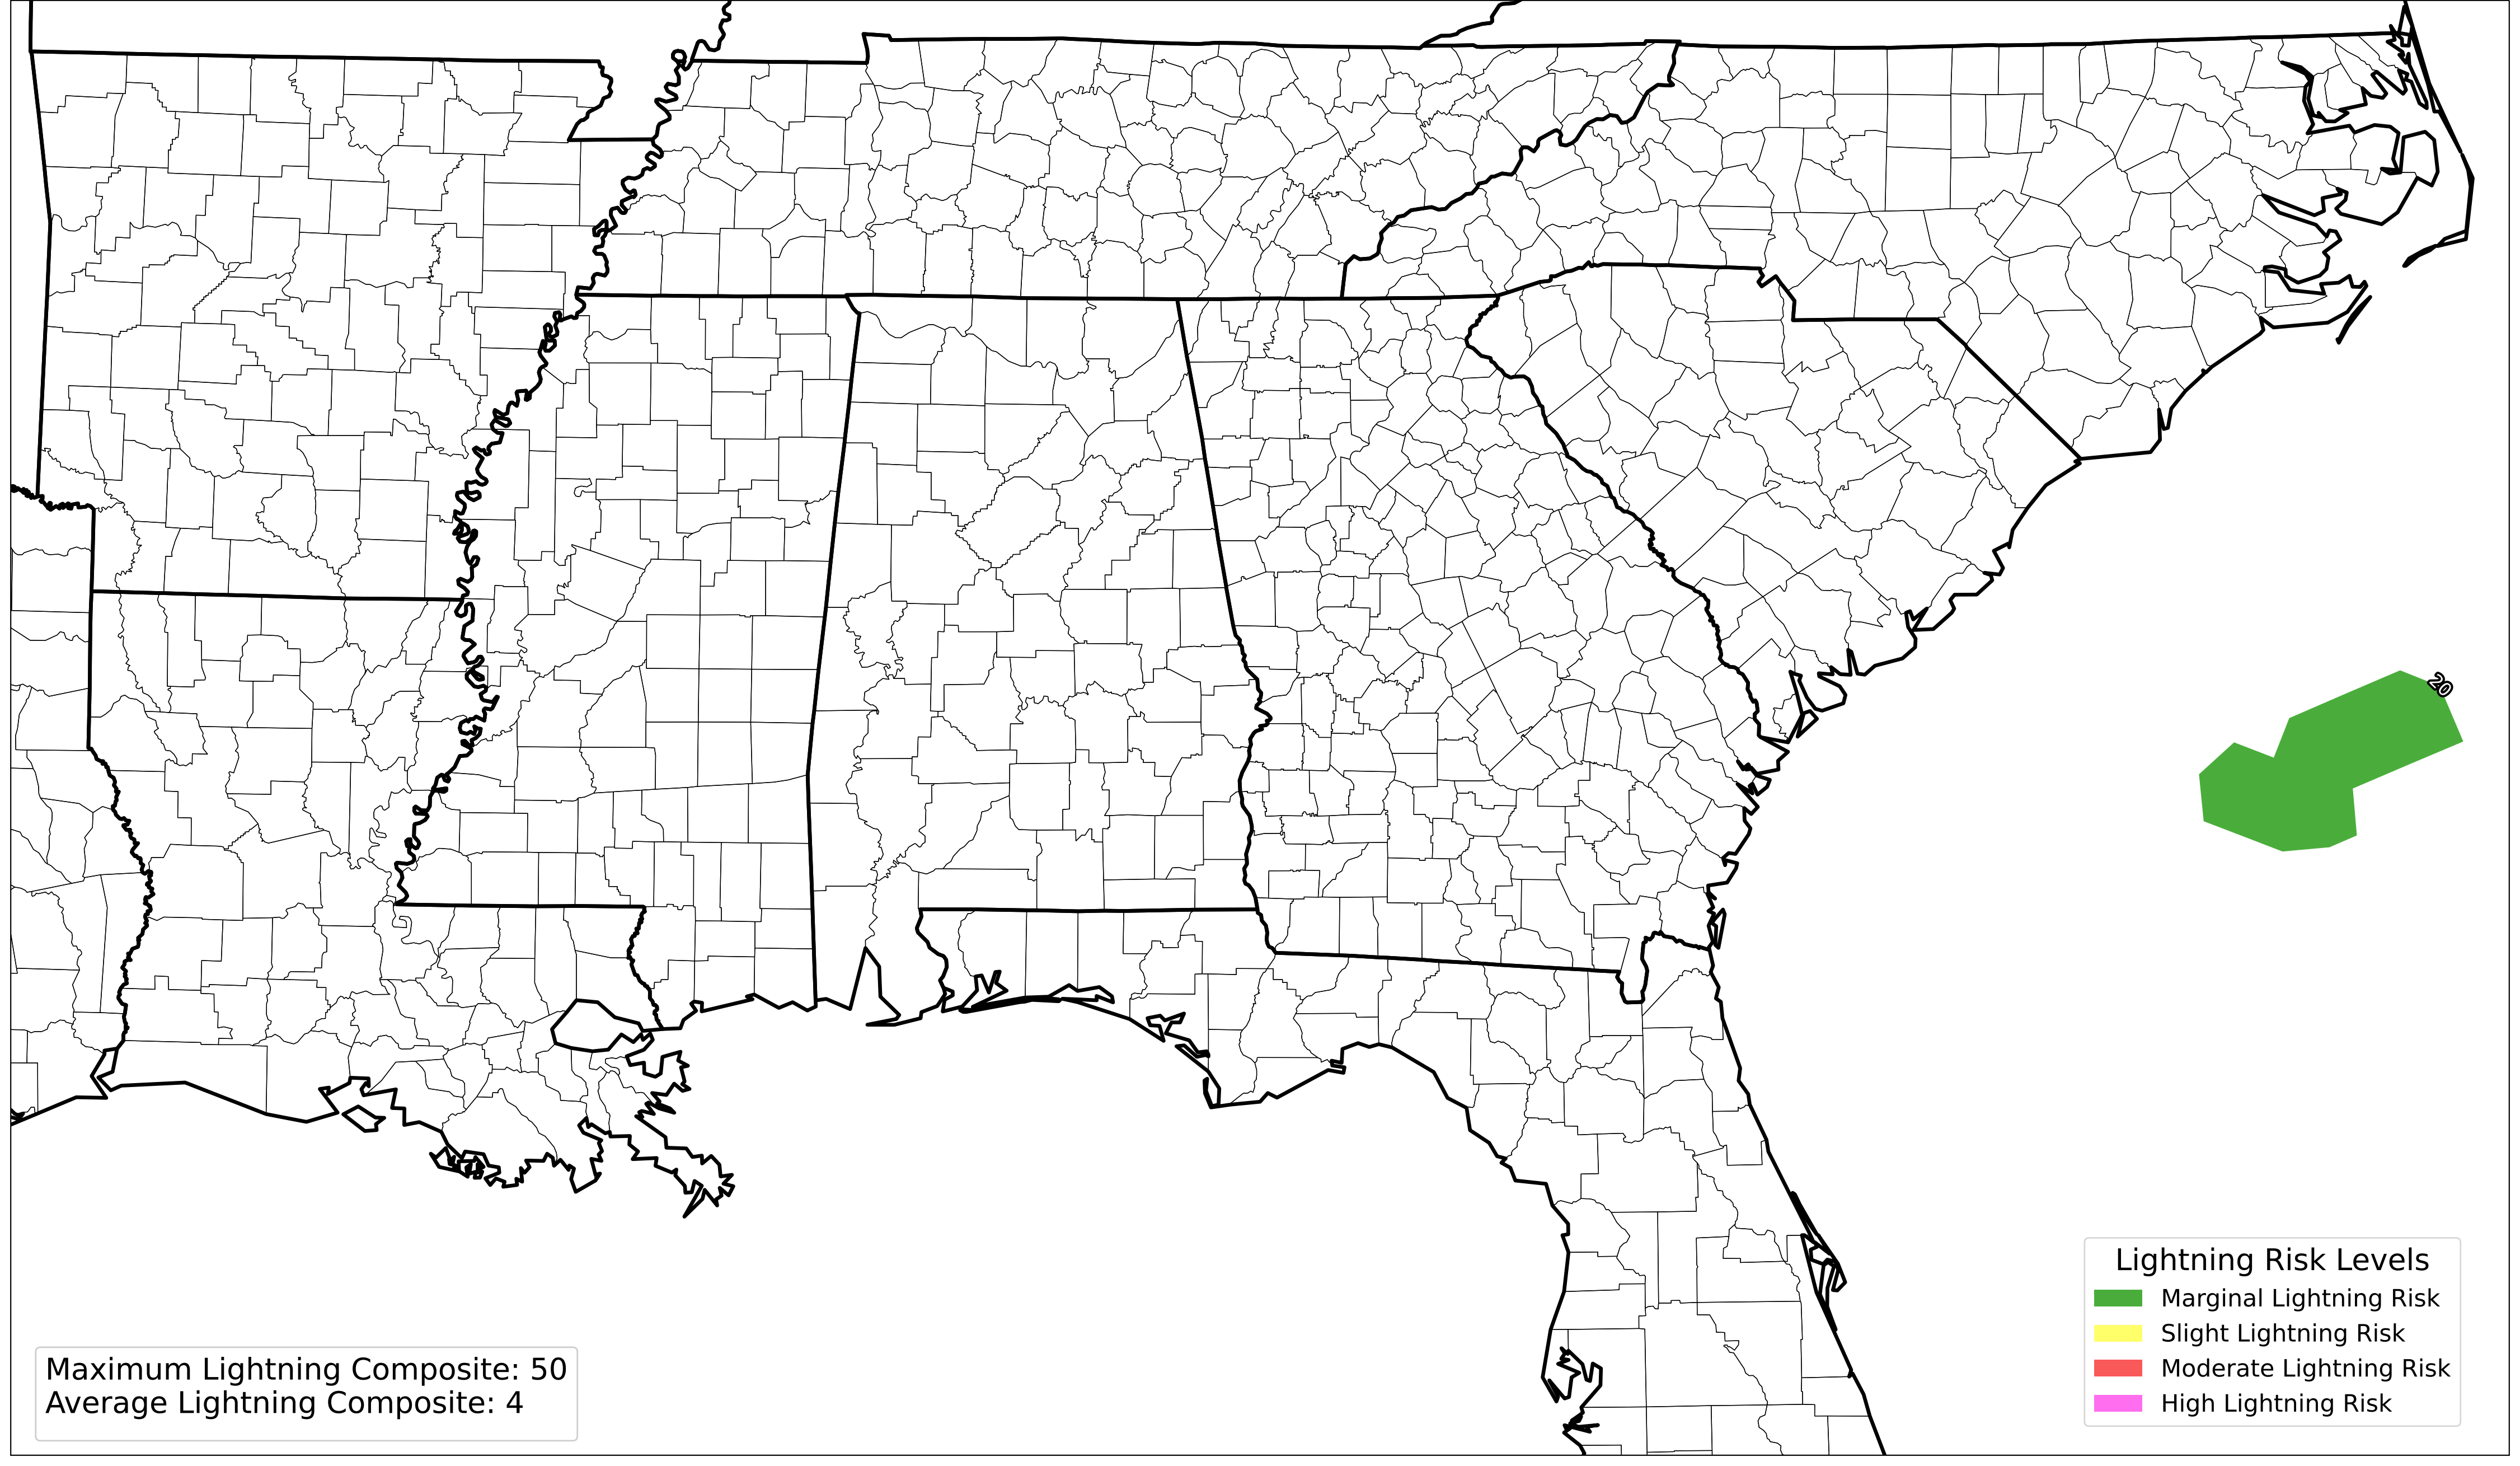 20
Lightning Risk Levels
Marginal Lightning Risk
Slight Lightning Risk
Moderate Lightning Risk
High Lightning Risk
Maximum Lightning Composite: 50
Average Lightning Composite: 4